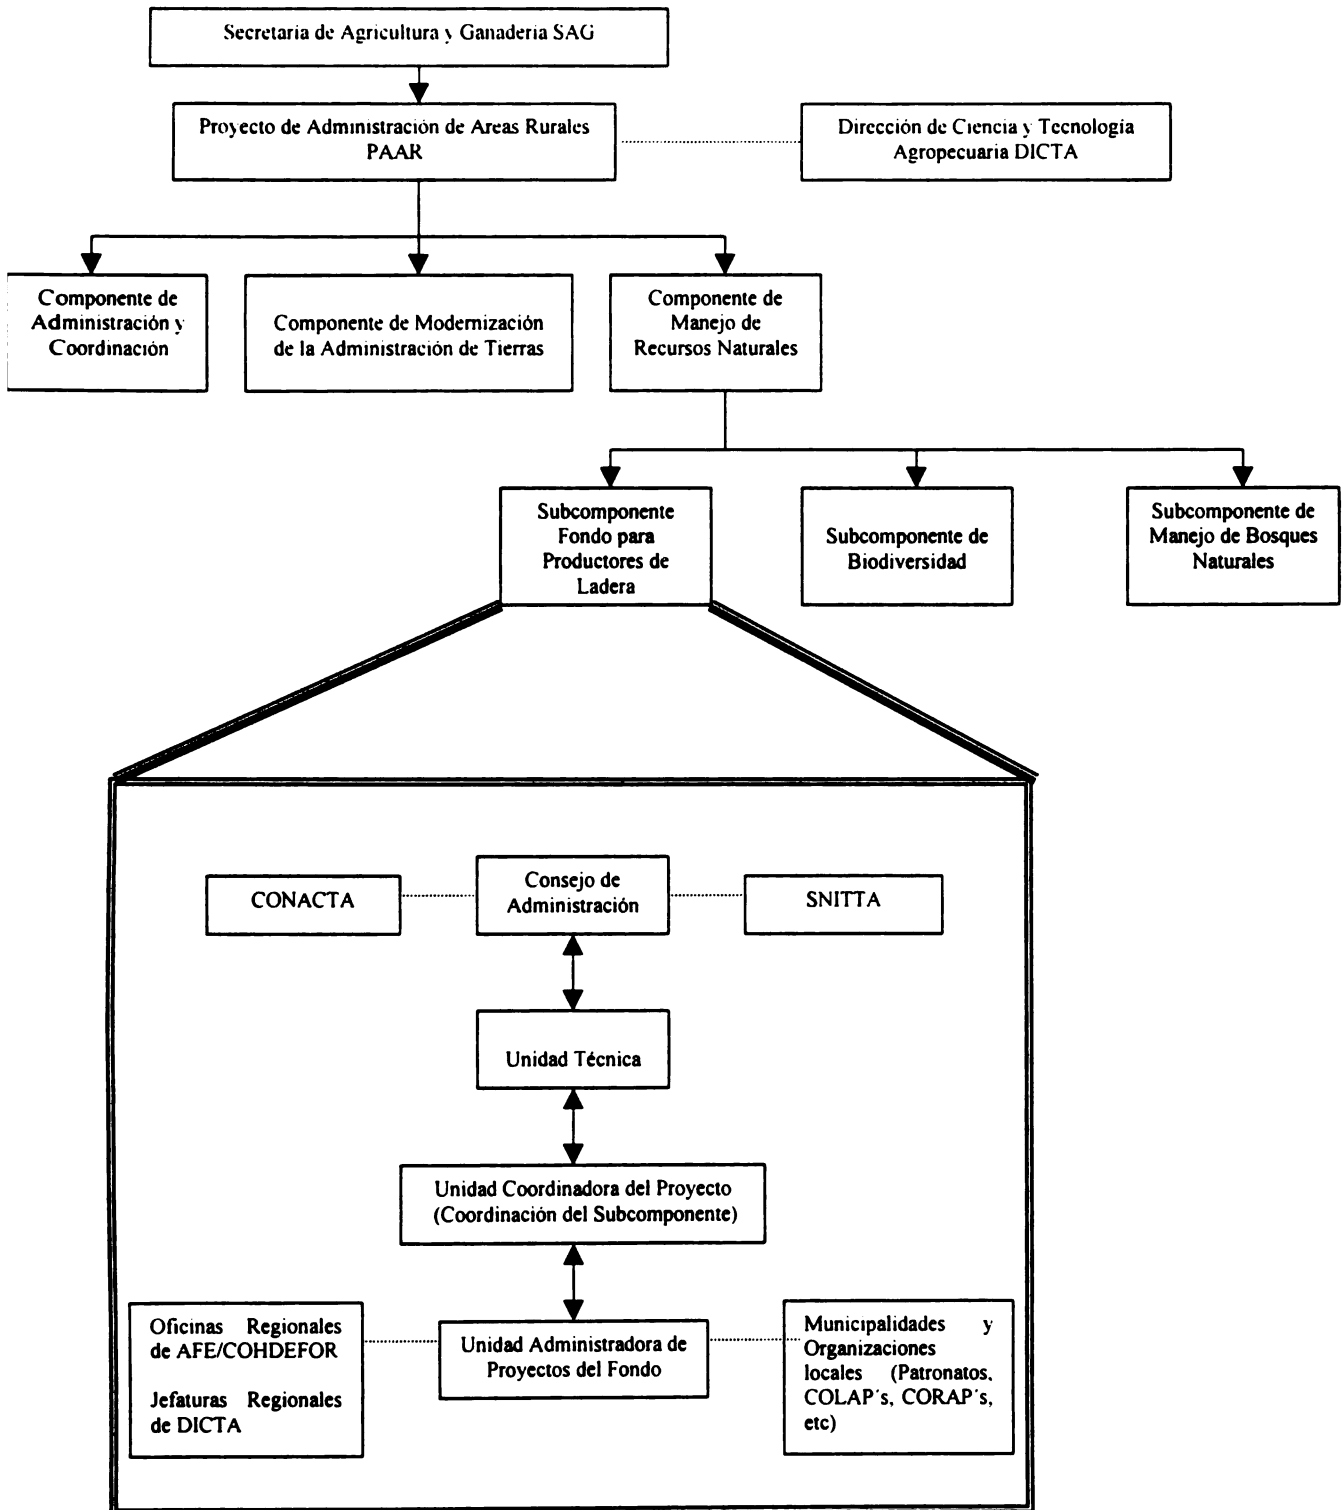 Secretaria de Agricultura y Ganaderia SAG
Proyecto de Administración de Areas Rurales
PAAR
Dirección de Ciencia y Tecnología
Agropecuaria DICTA
Componente de
Administración y
Coordinación
Componente de Modernización
de la Administración de Tierras
Componente de
Manejo de
Recursos Naturales
Subcomponente
Fondo para
Productores de
Ladera
Subcomponente de
Biodiversidad
Subcomponente de
Manejo de Bosques
Naturales
CONACTA
Consejo de
Administración
SNITTA
Unidad Técnica
Unidad Coordinadora del Proyecto
(Coordinación del Subcomponente)
Oficinas Regionales
de AFE/COHDEFOR
Jefaturas Regionales
de DICTA
Unidad Administradora de
Proyectos del Fondo
Municipalidades y
Organizaciones
locales (Patronatos,
COLAP's, CORAP's,
etc)